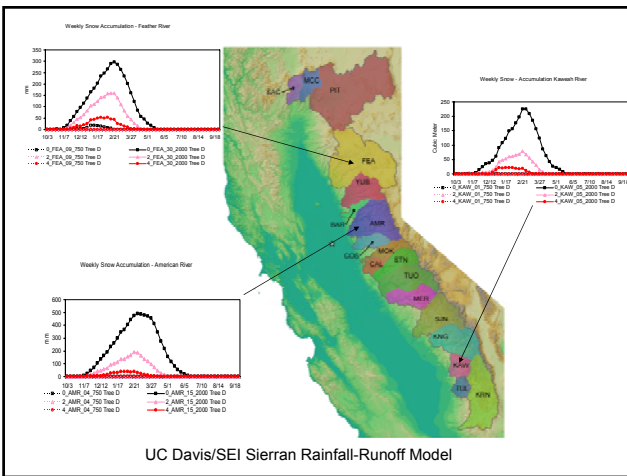 Weekly Snow Accumulation - Feather River
350
300
250
200
150
100
50
0
mm
10/3 11/7 12/12 1/17 2/21 3/27 5/1 6/5 7/10 8/14 9/18
0_FEA_09_750 Tree D
0_FEA_30_2000 Tree D
2_FEA_09_750 Tree D
2_FEA_30_2000 Tree D
4_FEA_09_750 Tree D
4_FEA_30_2000 Tree D
Weekly Snow - Accumulation Kaweah River
250
200
150
100
50
0
Cubic Meter
10/3 11/7 12/12 1/17 2/21 3/27 5/1 6/5 7/10 8/14 9/18
0_KAW_01_750 Tree D
0_KAW_05_2000 Tree D
2_KAW_01_750 Tree D
2_KAW_05_2000 Tree D
4_KAW_01_750 Tree D
4_KAW_05_2000 Tree D
SAC
MCC
PIT
FEA
YUB
BAR
AMR
COS
MOK
CAL
STN
TUO
MER
SJN
KNG
KAW
TUL
KRN
Weekly Snow Accumulation - American River
600
500
400
300
200
100
0
mm
10/3 11/7 12/12 1/17 2/21 3/27 5/1 6/5 7/10 8/14 9/18
0_AMR_04_750 Tree D
0_AMR_15_2000 Tree D
2_AMR_04_750 Tree D
2_AMR_15_2000 Tree D
4_AMR_04_750 Tree D
4_AMR_15_2000 Tree D
UC Davis/SEI Sierran Rainfall-Runoff Model